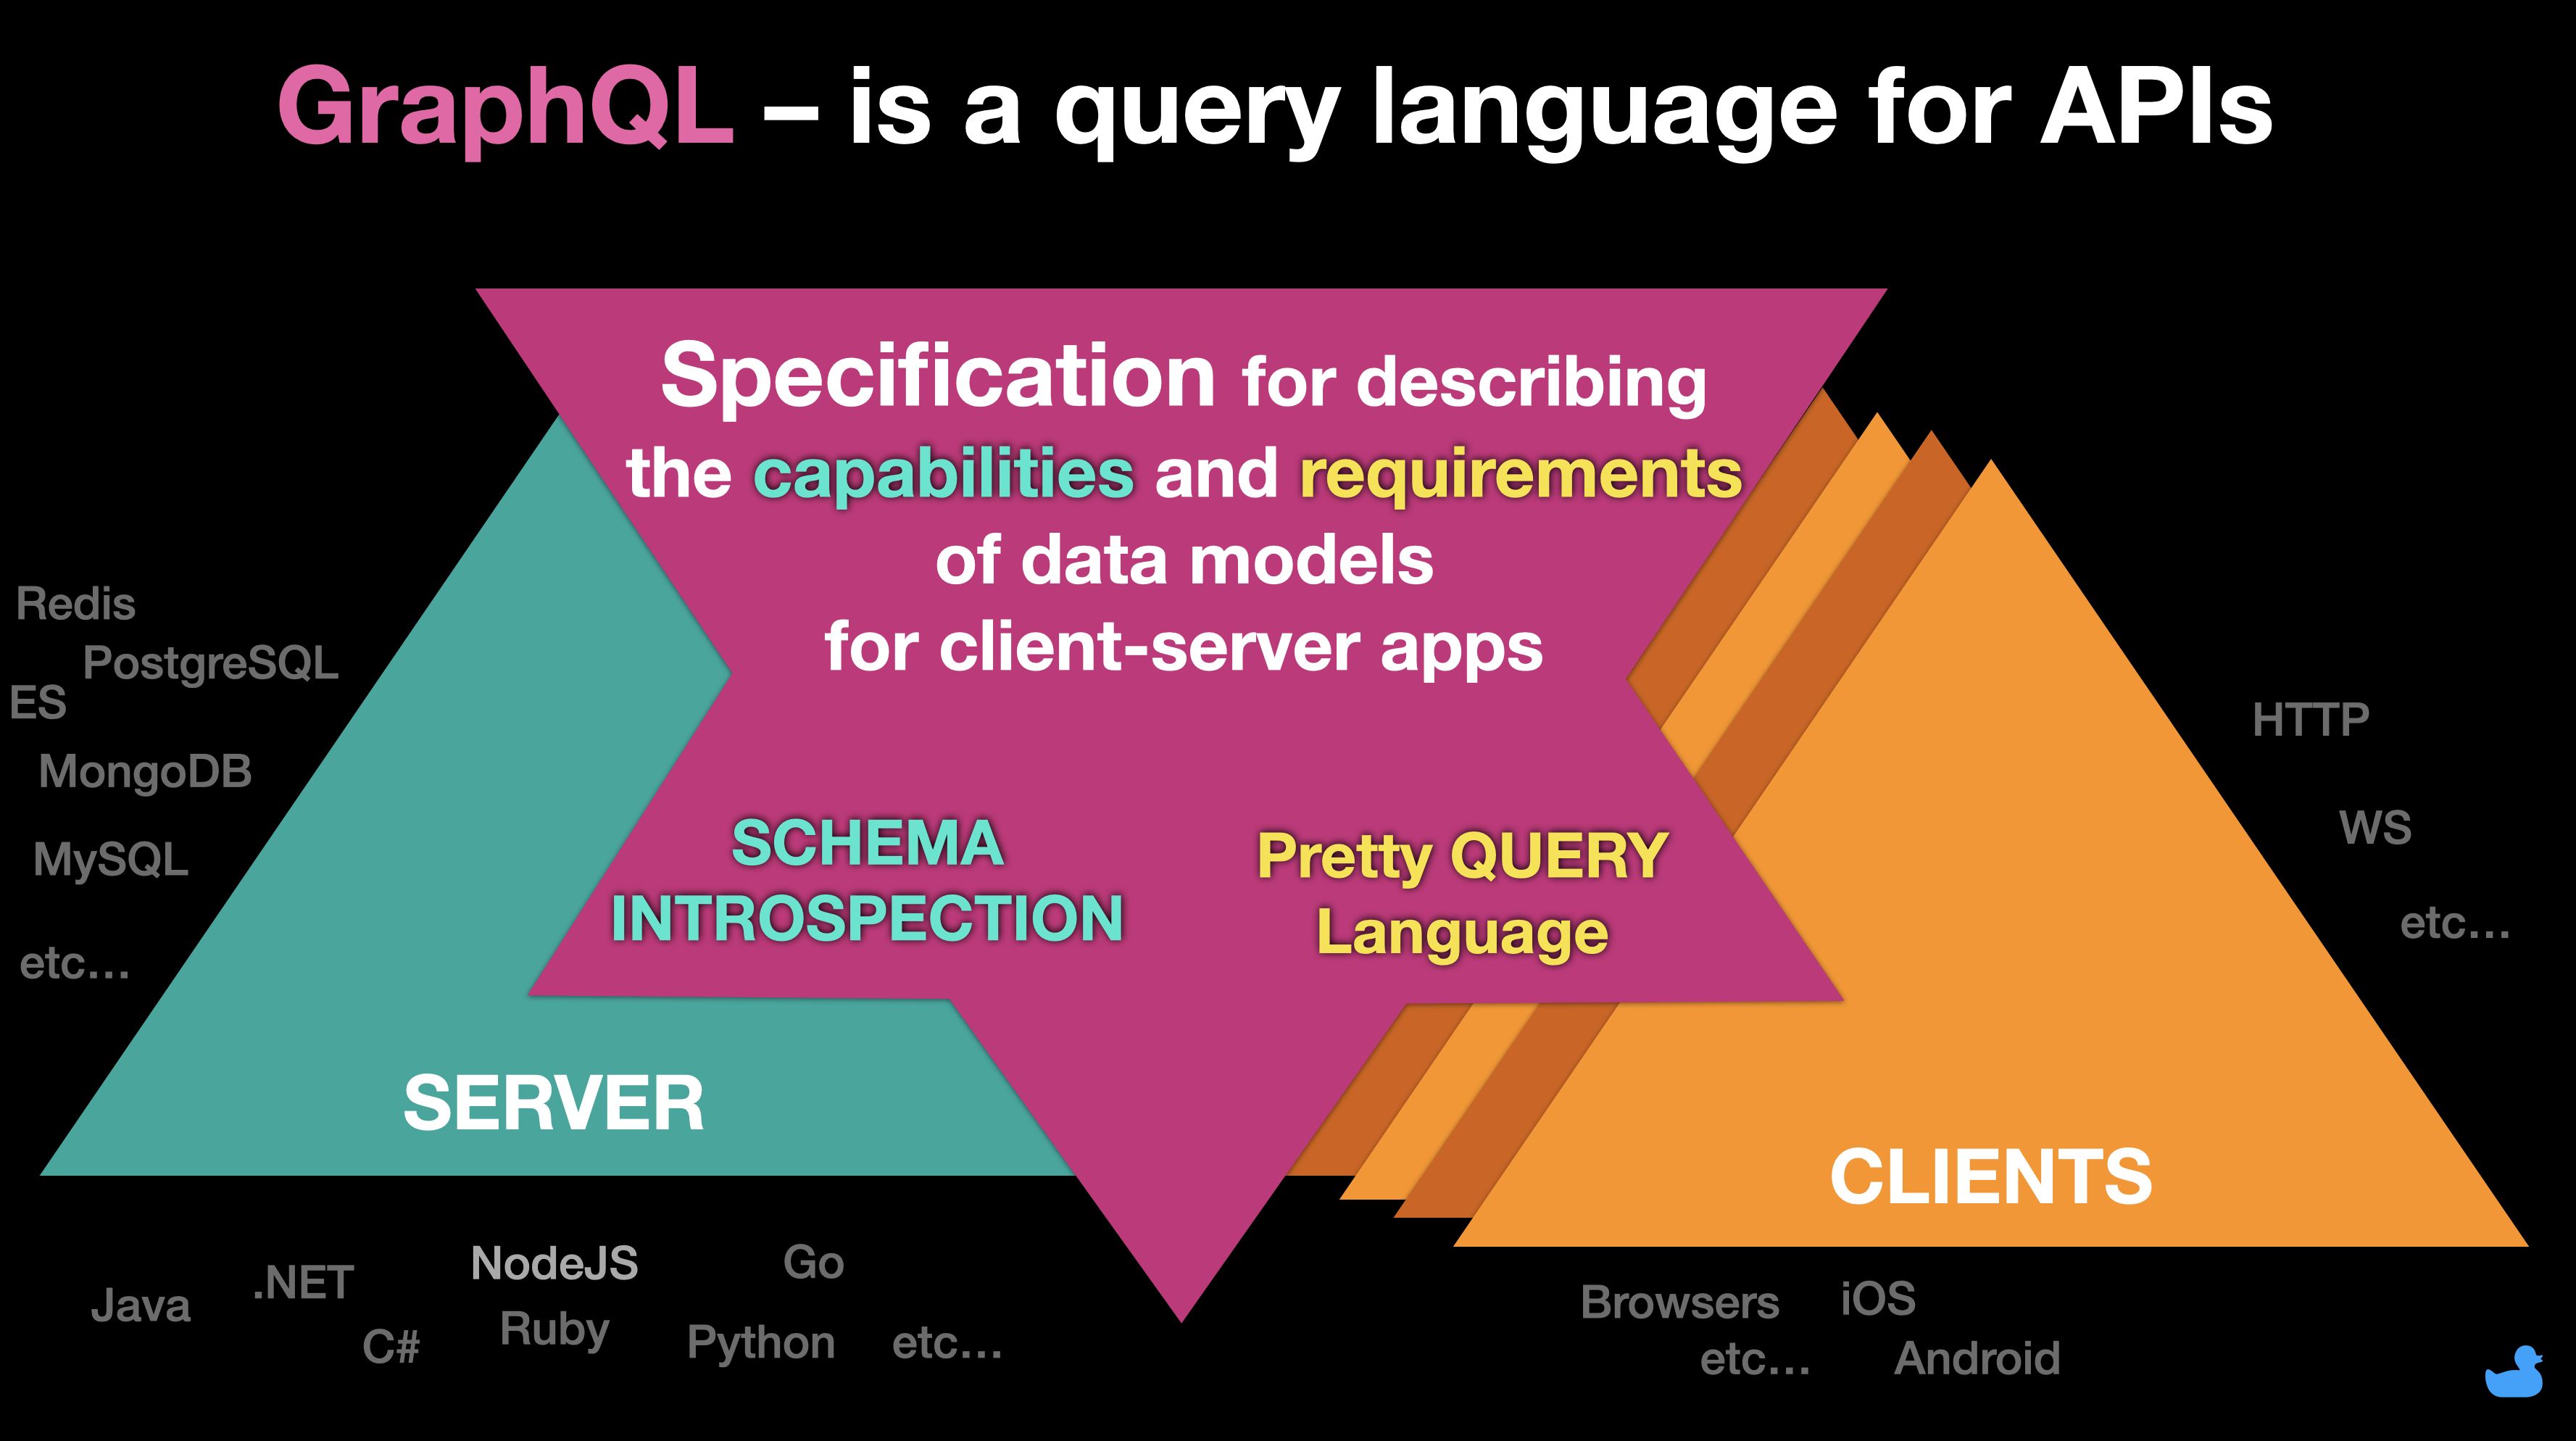 GraphQL – is a query language for APIs
Specification for describing
the capabilities and requirements
of data models
for client-server apps
SCHEMA
INTROSPECTION
Pretty QUERY
Language
SERVER
CLIENTS
Redis
PostgreSQL
ES
MongoDB
MySQL
etc…
HTTP
WS
etc…
Java
.NET
C#
NodeJS
Ruby
Go
Python
etc…
Browsers
iOS
etc…
Android